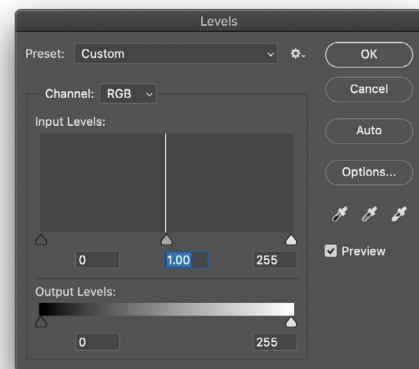 Levels
Preset: Custom
OK
Channel: RGB
Cancel
Input Levels:
Auto
Options...
0 1.00 255
Preview
Output Levels:
0 255